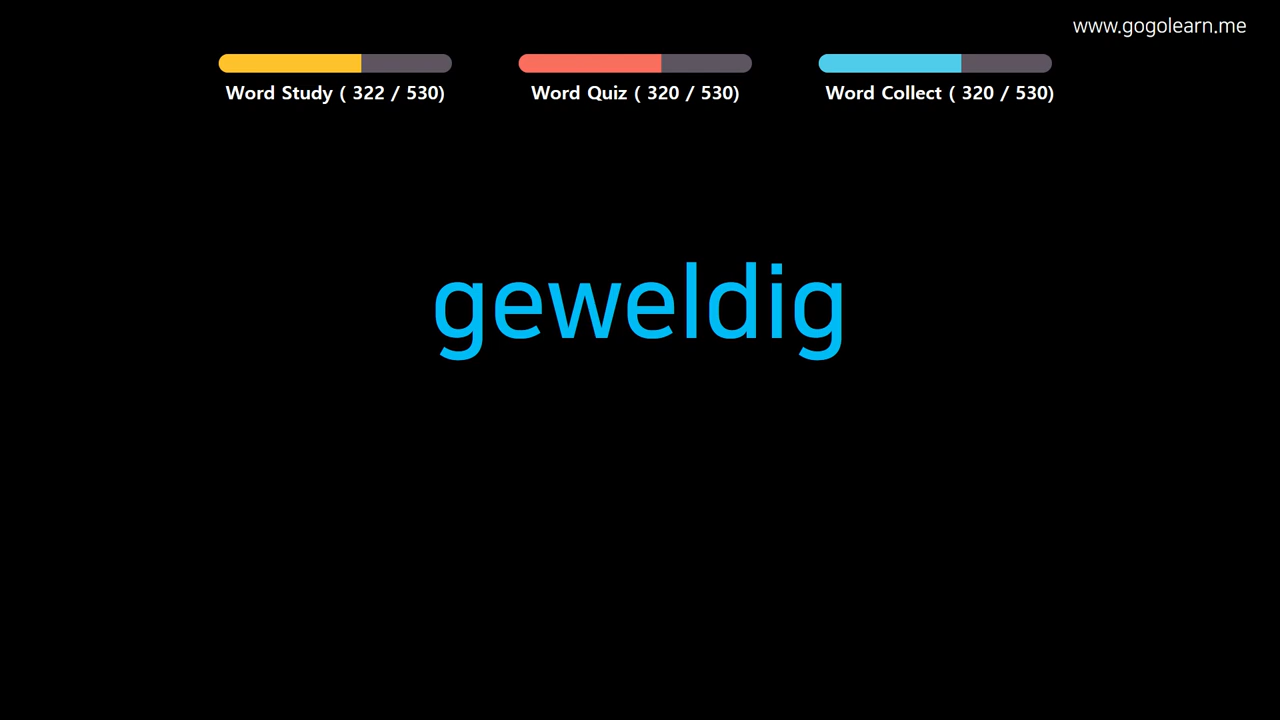 www.gogolearn.me
Word Study ( 322 / 530)
Word Quiz ( 320 / 530)
Word Collect ( 320 / 530)
geweldig